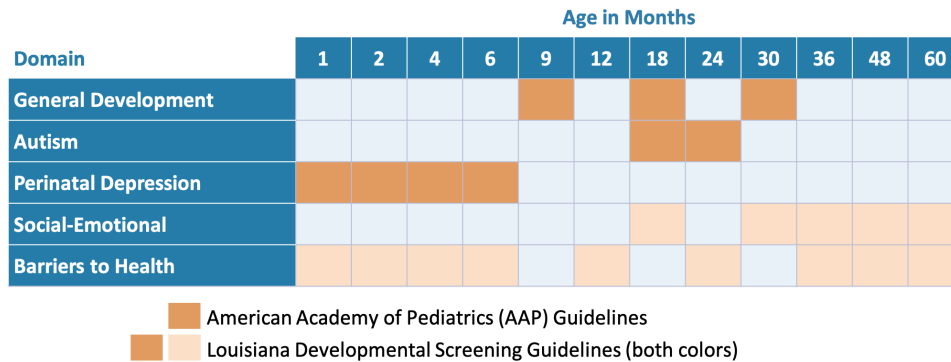 Age in Months
Domain 1 2 4 6 9 12 18 24 30 36 48 60
General Development
Autism
Perinatal Depression
Social-Emotional
Barriers to Health
American Academy of Pediatrics (AAP) Guidelines
Louisiana Developmental Screening Guidelines (both colors)